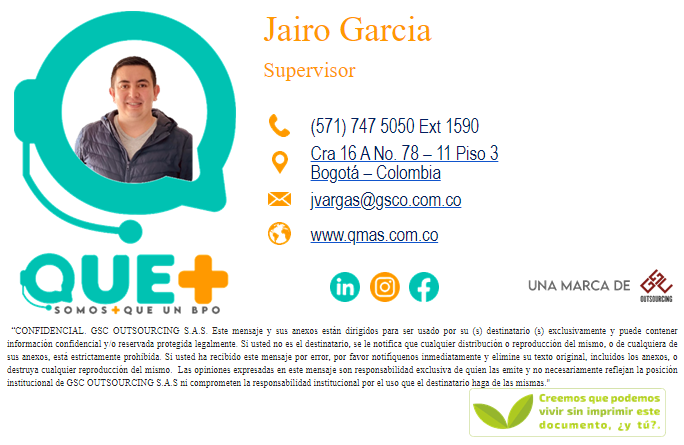 Jairo Garcia
Supervisor
(571) 747 5050 Ext 1590
Cra 16 A No. 78 – 11 Piso 3
Bogotá – Colombia
jvargas@gsco.com.co
www.qmas.com.co
QUE+
SOMOS+QUE UN BPO
in f
UNA MARCA DE GSC
OUTSOURCING
"CONFIDENCIAL. GSC OUTSOURCING S.A.S. Este mensaje y sus anexos están dirigidos para ser usado por su (s) destinatario (s) exclusivamente y puede contener
información confidencial y/o reservada protegida legalmente. Si usted no es el destinatario, se le notifica que cualquier distribución o reproducción del mismo, o de cualquiera de
sus anexos, está estrictamente prohibida. Si usted ha recibido este mensaje por error, por favor notifíquenos inmediatamente y elimine su texto original, incluidos los anexos, o
destruya cualquier reproducción del mismo. Las opiniones expresadas en este mensaje son responsabilidad exclusiva de quien las emite y no necesariamente reflejan la posición
institucional de GSC OUTSOURCING S.A.S ni comprometen la responsabilidad institucional por el uso que el destinatario haga de las mismas."
Creemos que podemos
vivir sin imprimir este
documento, ¿y tú?.